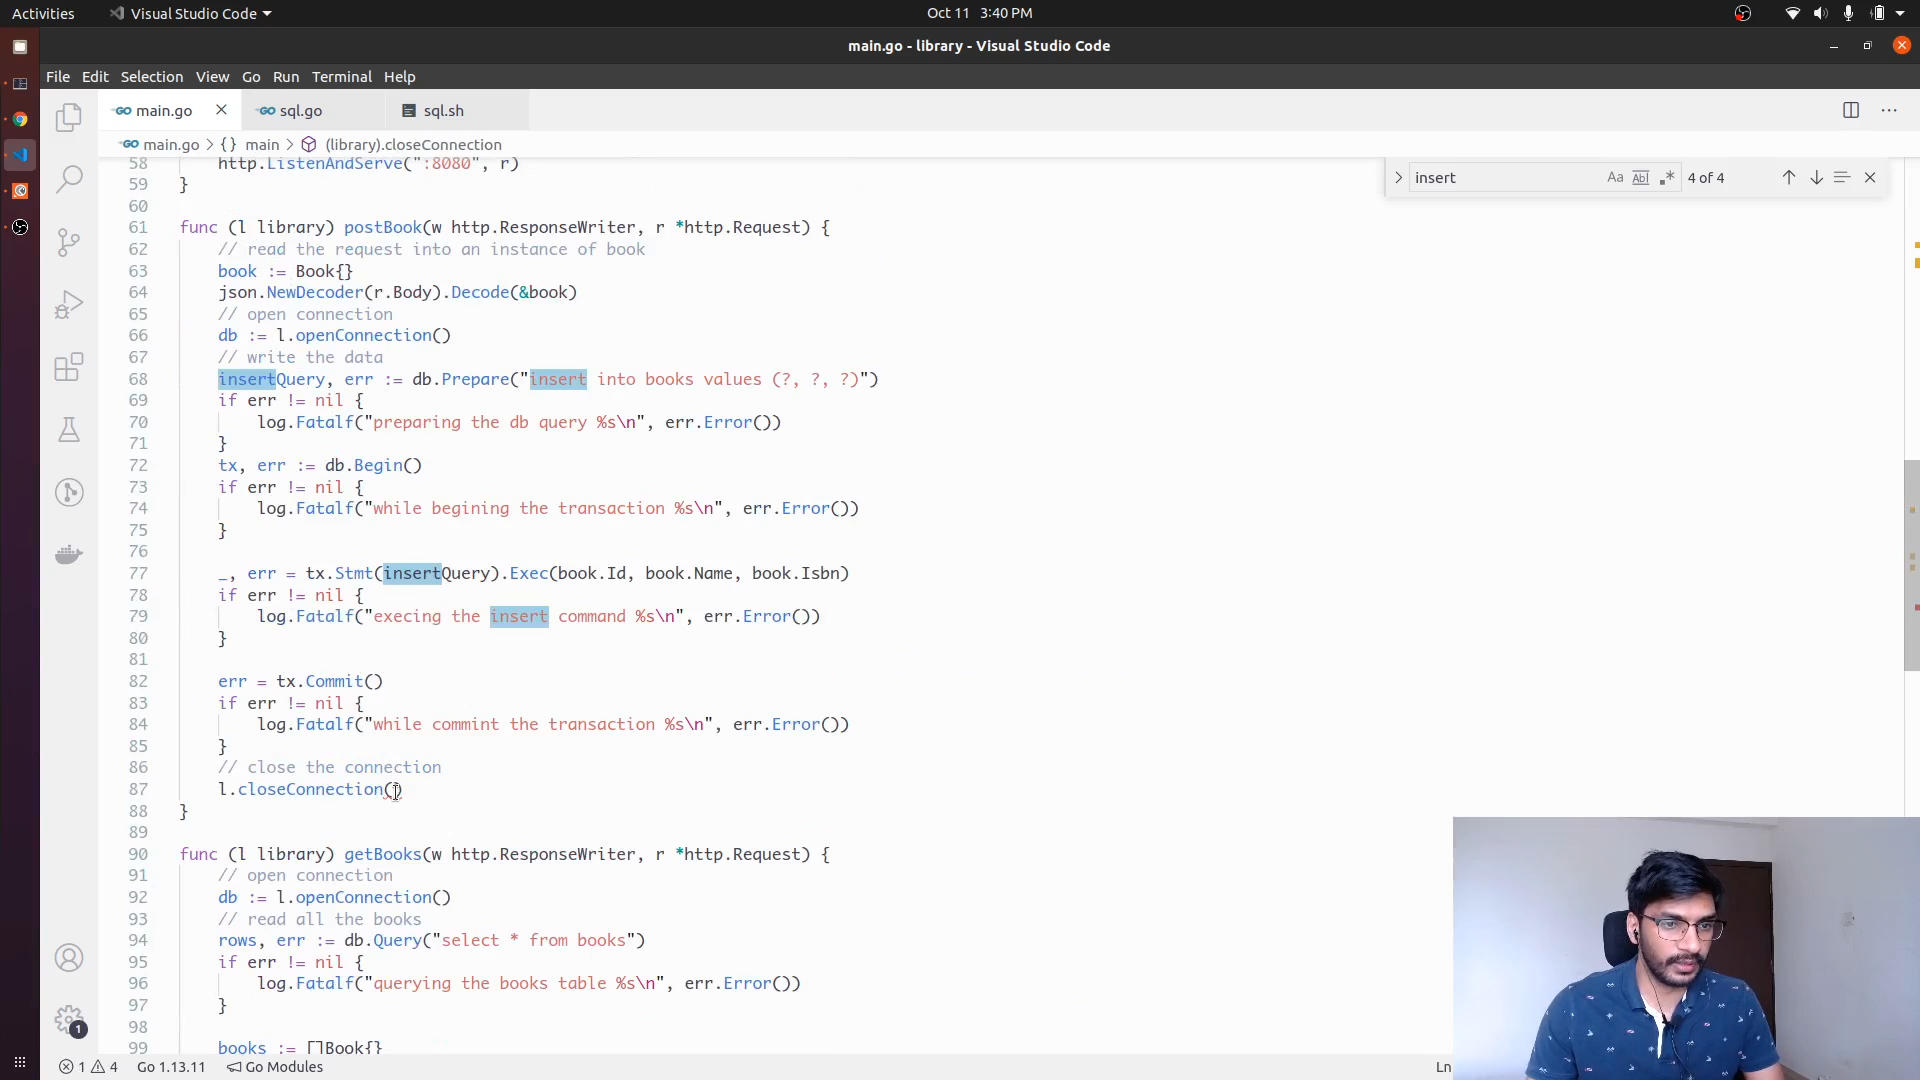 Activities Visual Studio Code Oct 11 3:40 PM
main.go - library - Visual Studio Code
File Edit Selection View Go Run Terminal Help
main.go sql.go sql.sh
main.go > {} main > (library).closeConnection
insert Aa Abl .* 4 of 4
58 http.ListenAndServe(":8080", r)
59 }
60
61 func (l library) postBook(w http.ResponseWriter, r *http.Request) {
62 // read the request into an instance of book
63 book := Book{}
64 json.NewDecoder(r.Body).Decode(&book)
65 // open connection
66 db := l.openConnection()
67 // write the data
68 insertQuery, err := db.Prepare("insert into books values (?, ?, ?)")
69 if err != nil {
70 log.Fatalf("preparing the db query %s\n", err.Error())
71 }
72 tx, err := db.Begin()
73 if err != nil {
74 log.Fatalf("while begining the transaction %s\n", err.Error())
75 }
76
77 _, err = tx.Stmt(insertQuery).Exec(book.Id, book.Name, book.Isbn)
78 if err != nil {
79 log.Fatalf("execing the insert command %s\n", err.Error())
80 }
81
82 err = tx.Commit()
83 if err != nil {
84 log.Fatalf("while commint the transaction %s\n", err.Error())
85 }
86 // close the connection
87 l.closeConnection()
88 }
89
90 func (l library) getBooks(w http.ResponseWriter, r *http.Request) {
91 // open connection
92 db := l.openConnection()
93 // read all the books
94 rows, err := db.Query("select * from books")
95 if err != nil {
96 log.Fatalf("querying the books table %s\n", err.Error())
97 }
98
99 books := []Book{}
1
1 4 Go 1.13.11 Go Modules Ln